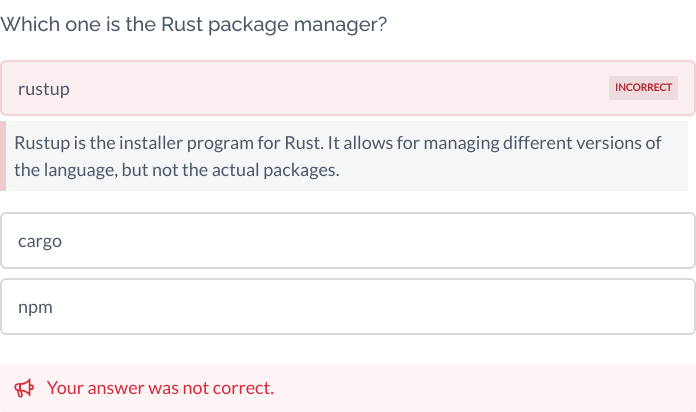 Which one is the Rust package manager?
rustup
INCORRECT
Rustup is the installer program for Rust. It allows for managing different versions of
the language, but not the actual packages.
cargo
npm
Your answer was not correct.